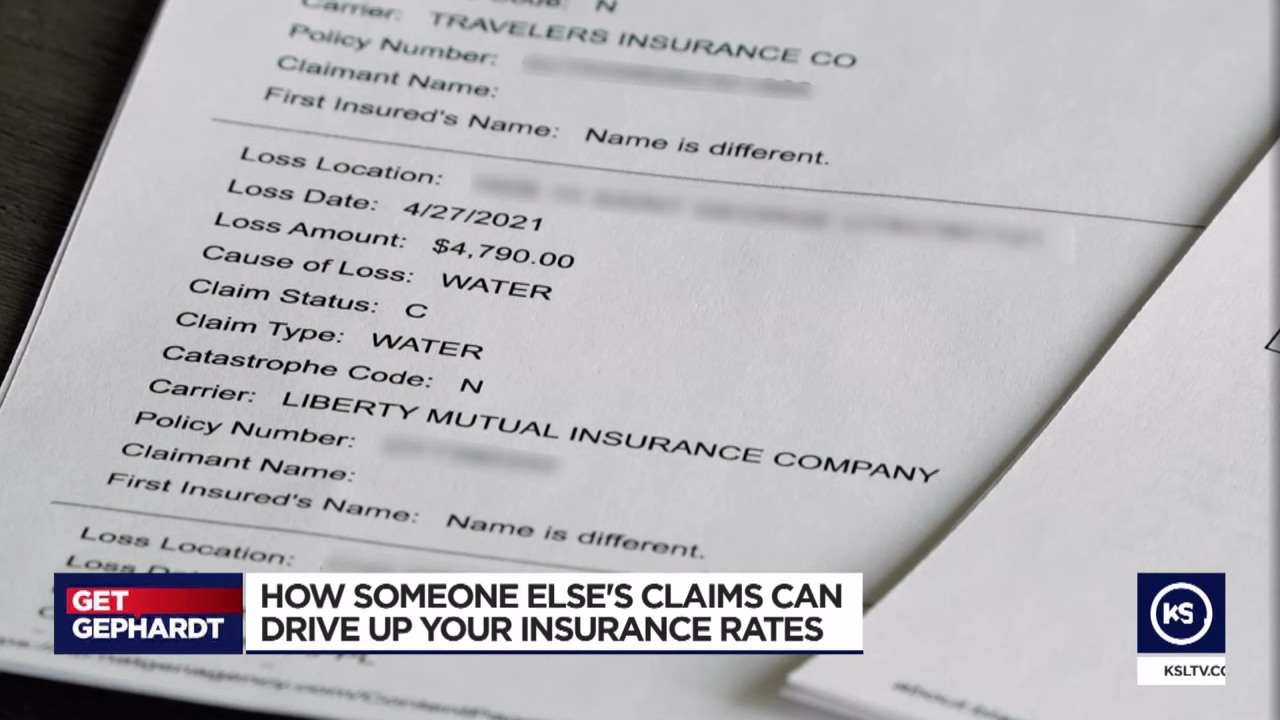 Code: N
Carrier: TRAVELERS INSURANCE CO
Policy Number:
Claimant Name:
First Insured's Name: Name is different.
Loss Location:
Loss Date: 4/27/2021
Loss Amount: $4,790.00
Cause of Loss: WATER
Claim Status: C
Claim Type: WATER
Catastrophe Code: N
Carrier: LIBERTY MUTUAL INSURANCE COMPANY
Policy Number:
Claimant Name:
First Insured's Name: Name is different.
Loss Location:
Loss
GET
GEPHARDT
HOW SOMEONE ELSE'S CLAIMS CAN
DRIVE UP YOUR INSURANCE RATES
KS
KSLTV.CO